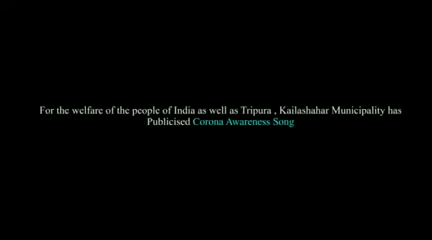 For the welfare of the people of India as well as Tripura , Kailashahar Municipality has
Publicised Corona Awareness Song